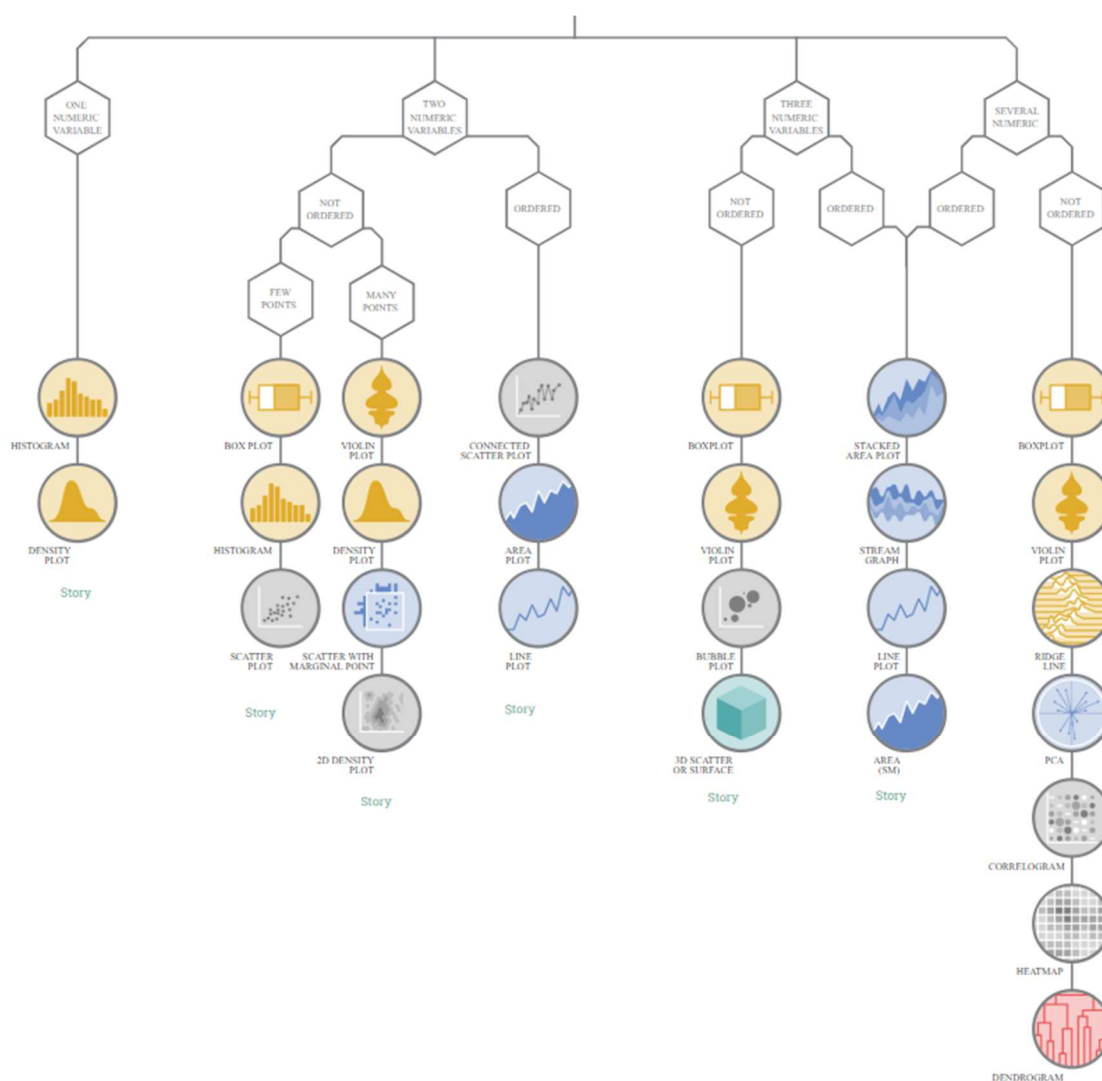 ONE
NUMERIC
VARIABLE
TWO
NUMERIC
VARIABLES
THREE
NUMERIC
VARIABLES
SEVERAL
NUMERIC
NOT
ORDERED
ORDERED
NOT
ORDERED
ORDERED
ORDERED
NOT
ORDERED
FEW
POINTS
MANY
POINTS
HISTOGRAM
BOX PLOT
VIOLIN
PLOT
CONNECTED
SCATTER PLOT
BOXPLOT
STACKED
AREA PLOT
BOXPLOT
DENSITY
PLOT
HISTOGRAM
DENSITY
PLOT
AREA
PLOT
VIOLIN
PLOT
STREAM
GRAPH
VIOLIN
PLOT
Story
SCATTER
PLOT
SCATTER WITH
MARGINAL POINT
LINE
PLOT
BUBBLE
PLOT
LINE
PLOT
RIDGE
LINE
Story
Story
2D DENSITY
PLOT
3D SCATTER
OR SURFACE
AREA
(SM)
PCA
Story
Story
Story
CORRELOGRAM
HEATMAP
DENDROGRAM